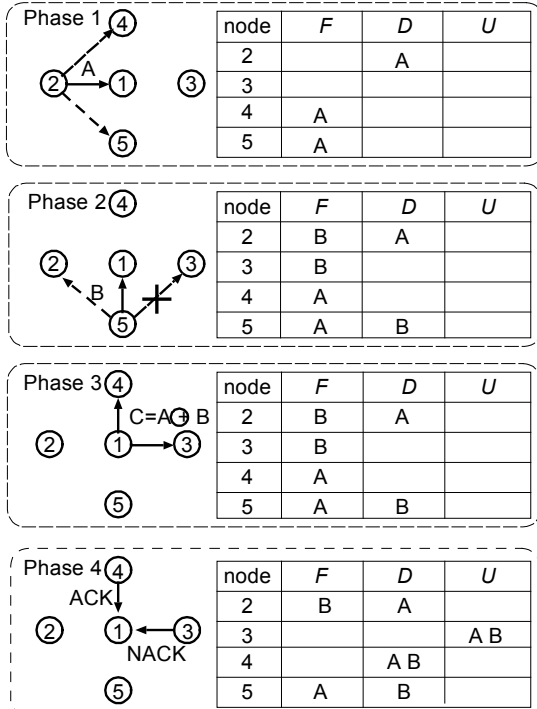 Phase 1
4
2
A
1
3
5
node F D U
2 A
3
4 A
5 A
Phase 2
4
2
1
3
B
5
node F D U
2 B A
3 B
4 A
5 A B
Phase 3
4
C=A⊕B
2
1
3
5
node F D U
2 B A
3 B
4 A
5 A B
Phase 4
4
ACK
2
1
3
NACK
5
node F D U
2 B A
3 A B
4 A B
5 A B